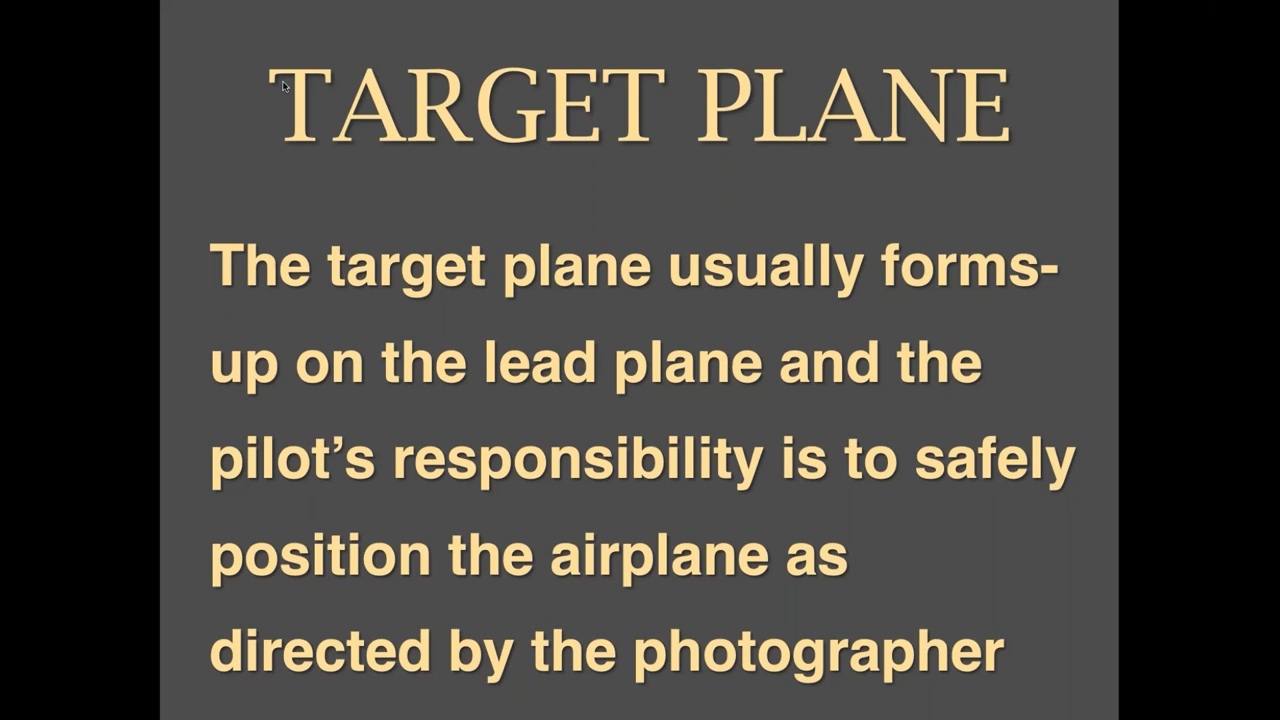 TARGET PLANE
The target plane usually forms-
up on the lead plane and the
pilot’s responsibility is to safely
position the airplane as
directed by the photographer